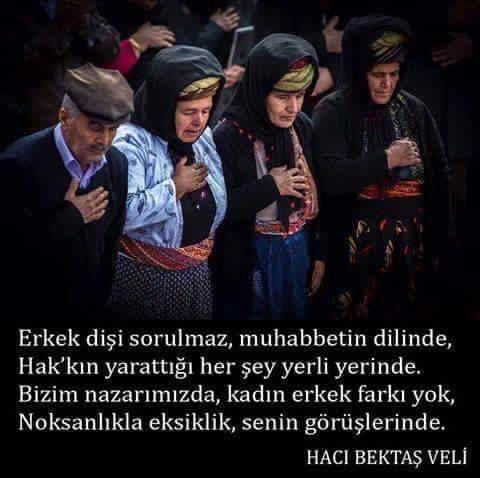 Erkek dişi sorulmaz, muhabbetin dilinde,
Hak’kın yarattığı her şey yerli yerinde.
Bizim nazarımızda, kadın erkek farkı yok,
Noksanlıkla eksiklik, senin görüşlerinde.
HACI BEKTAŞ VELİ